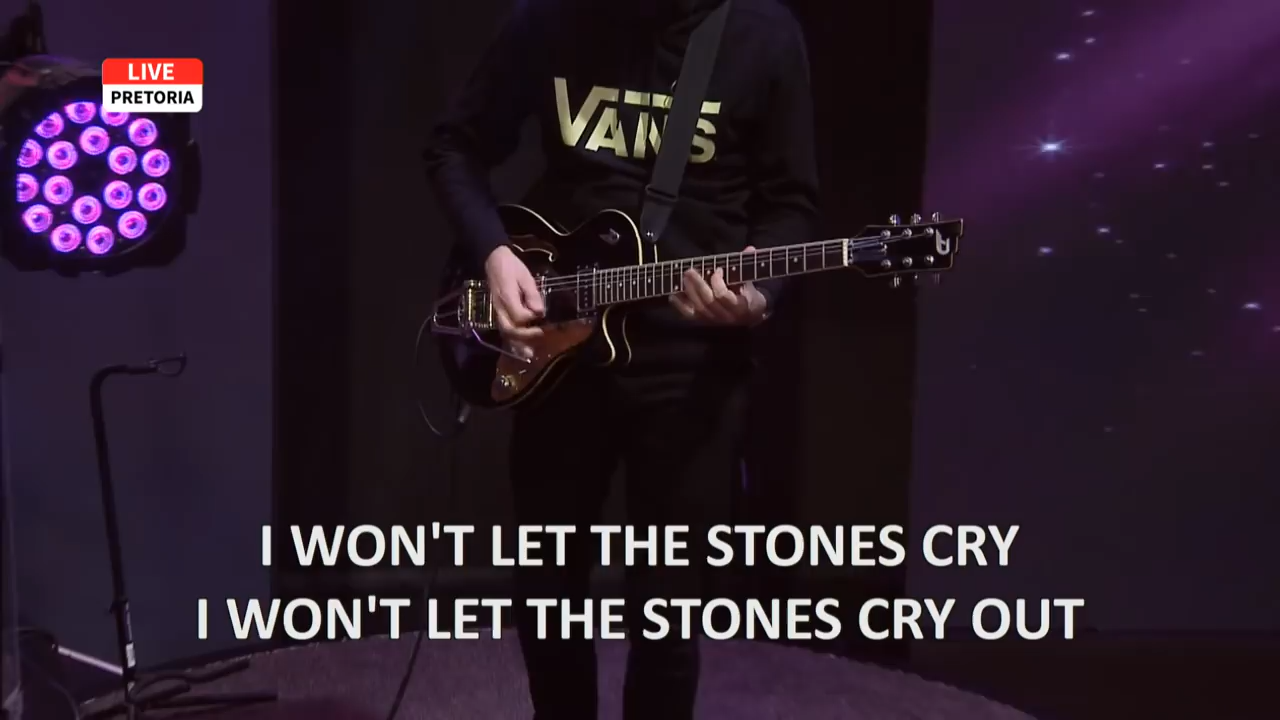 LIVE
PRETORIA
VANS
I WON'T LET THE STONES CRY
I WON'T LET THE STONES CRY OUT